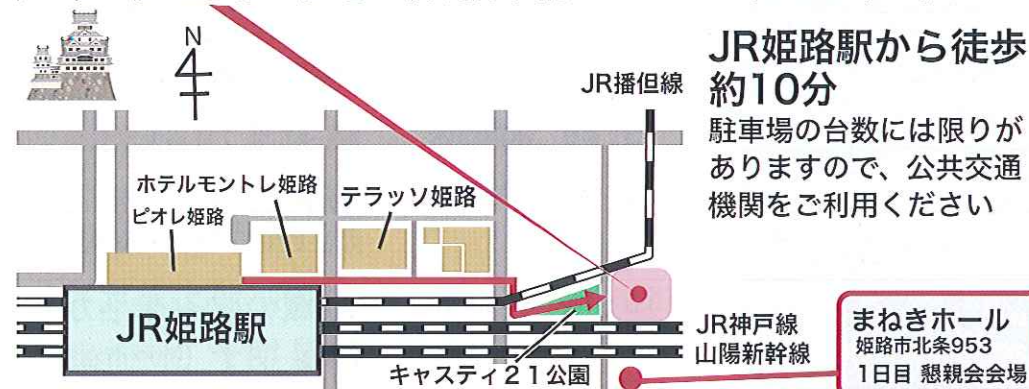 N
JR播但線
JR姫路駅から徒歩
約10分
駐車場の台数には限りが
ありますので、公共交通
機関をご利用ください
ホテルモントレ姫路
ピオレ姫路
テラッソ姫路
JR姫路駅
JR神戸線
山陽新幹線
キャスティ21公園
まねきホール
姫路市北条953
1日目 懇親会会場